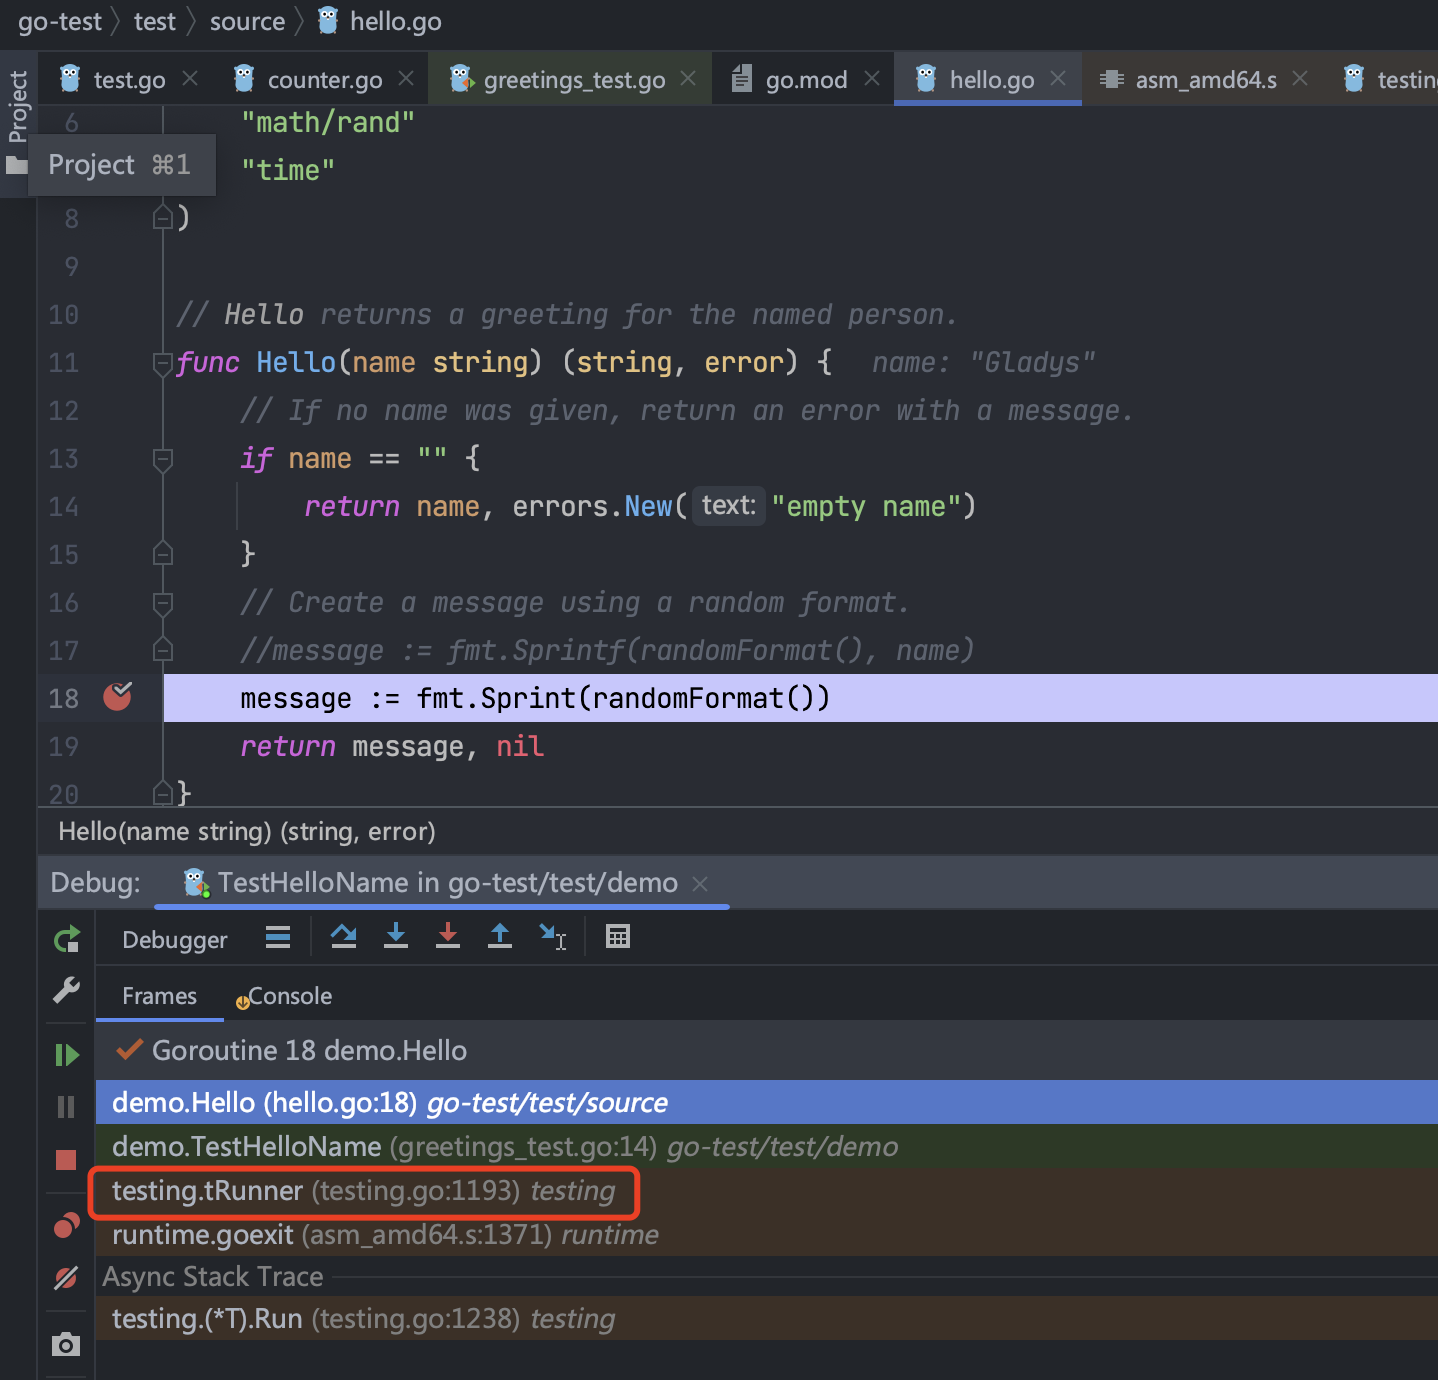 go-test test source hello.go
test.go counter.go greetings_test.go go.mod hello.go asm_amd64.s testin
Project
Project ⌘1
6 "math/rand"
"time"
8 )
9
10 // Hello returns a greeting for the named person.
11 func Hello(name string) (string, error) { name: "Gladys"
12 // If no name was given, return an error with a message.
13 if name == "" {
14 return name, errors.New( text: "empty name")
15 }
16 // Create a message using a random format.
17 //message := fmt.Sprintf(randomFormat(), name)
18 message := fmt.Sprint(randomFormat())
19 return message, nil
20 }
Hello(name string) (string, error)
Debug: TestHelloName in go-test/test/demo
Debugger
Frames Console
Goroutine 18 demo.Hello
demo.Hello (hello.go:18) go-test/test/source
demo.TestHelloName (greetings_test.go:14) go-test/test/demo
testing.tRunner (testing.go:1193) testing
runtime.goexit (asm_amd64.s:1371) runtime
Async Stack Trace
testing.(*T).Run (testing.go:1238) testing